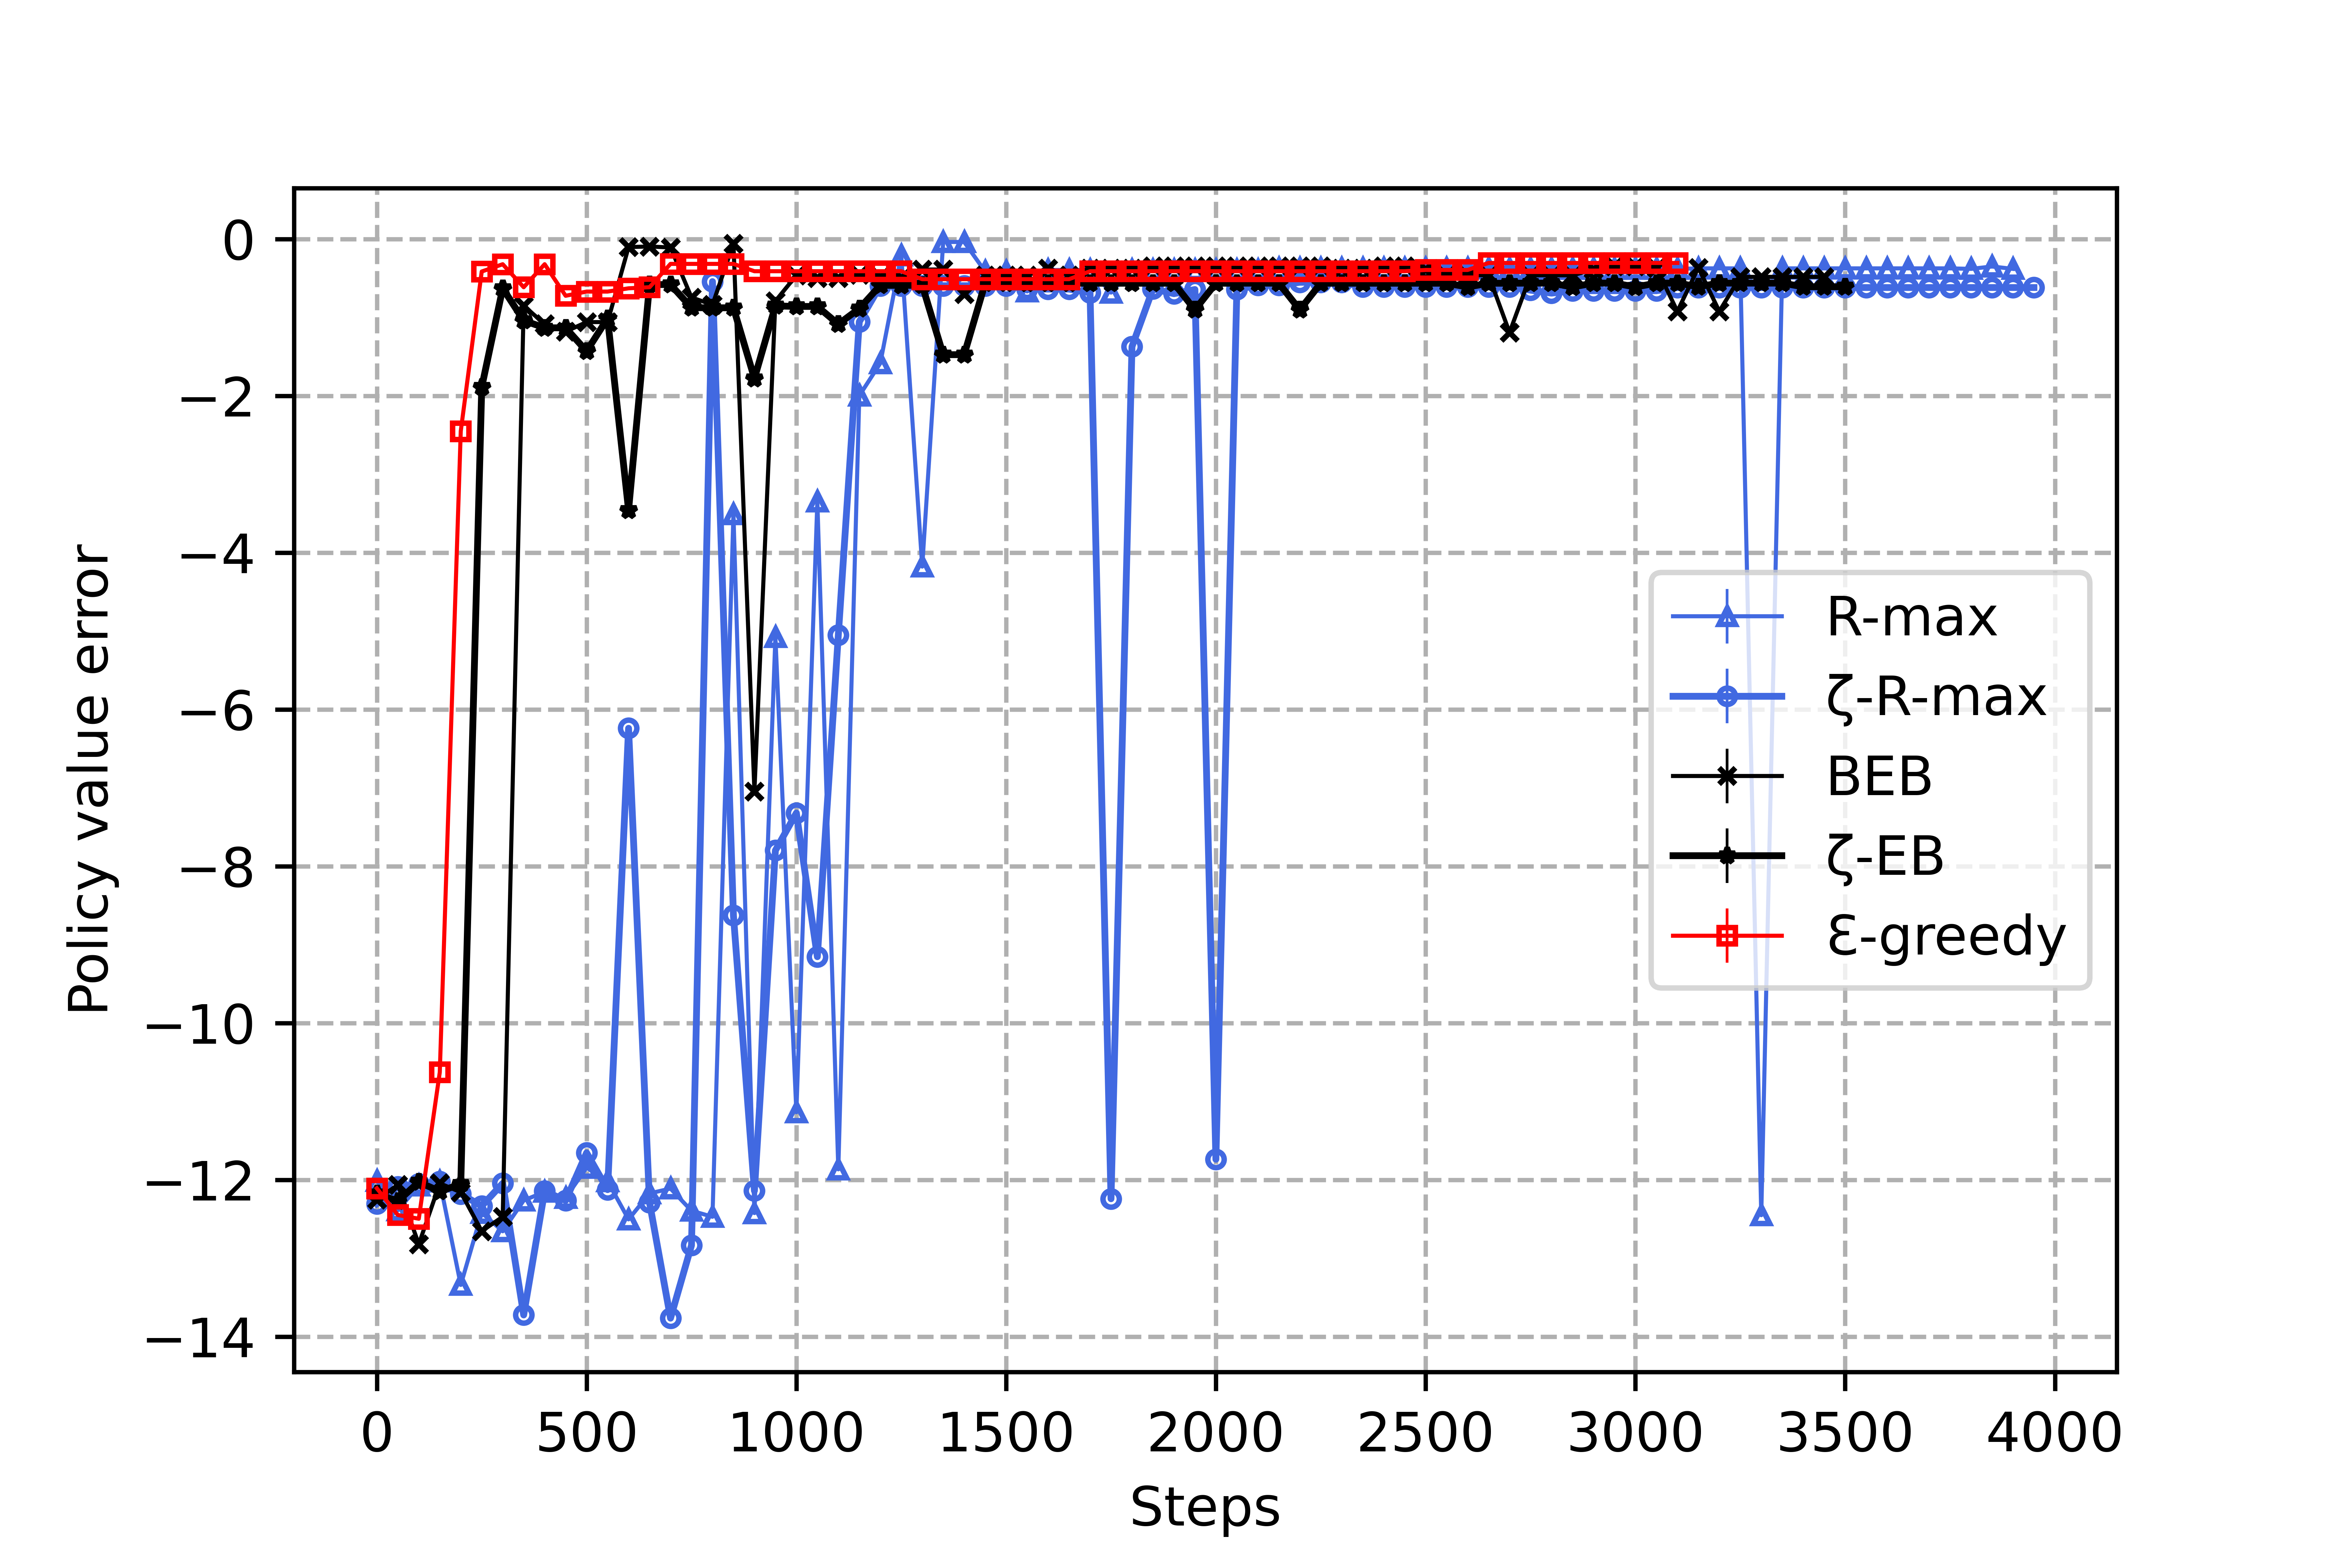 0
−2
−4
−6
−8
−10
−12
−14
Policy value error
R-max
ζ-R-max
BEB
ζ-EB
Ɛ-greedy
0 500 1000 1500 2000 2500 3000 3500 4000
Steps